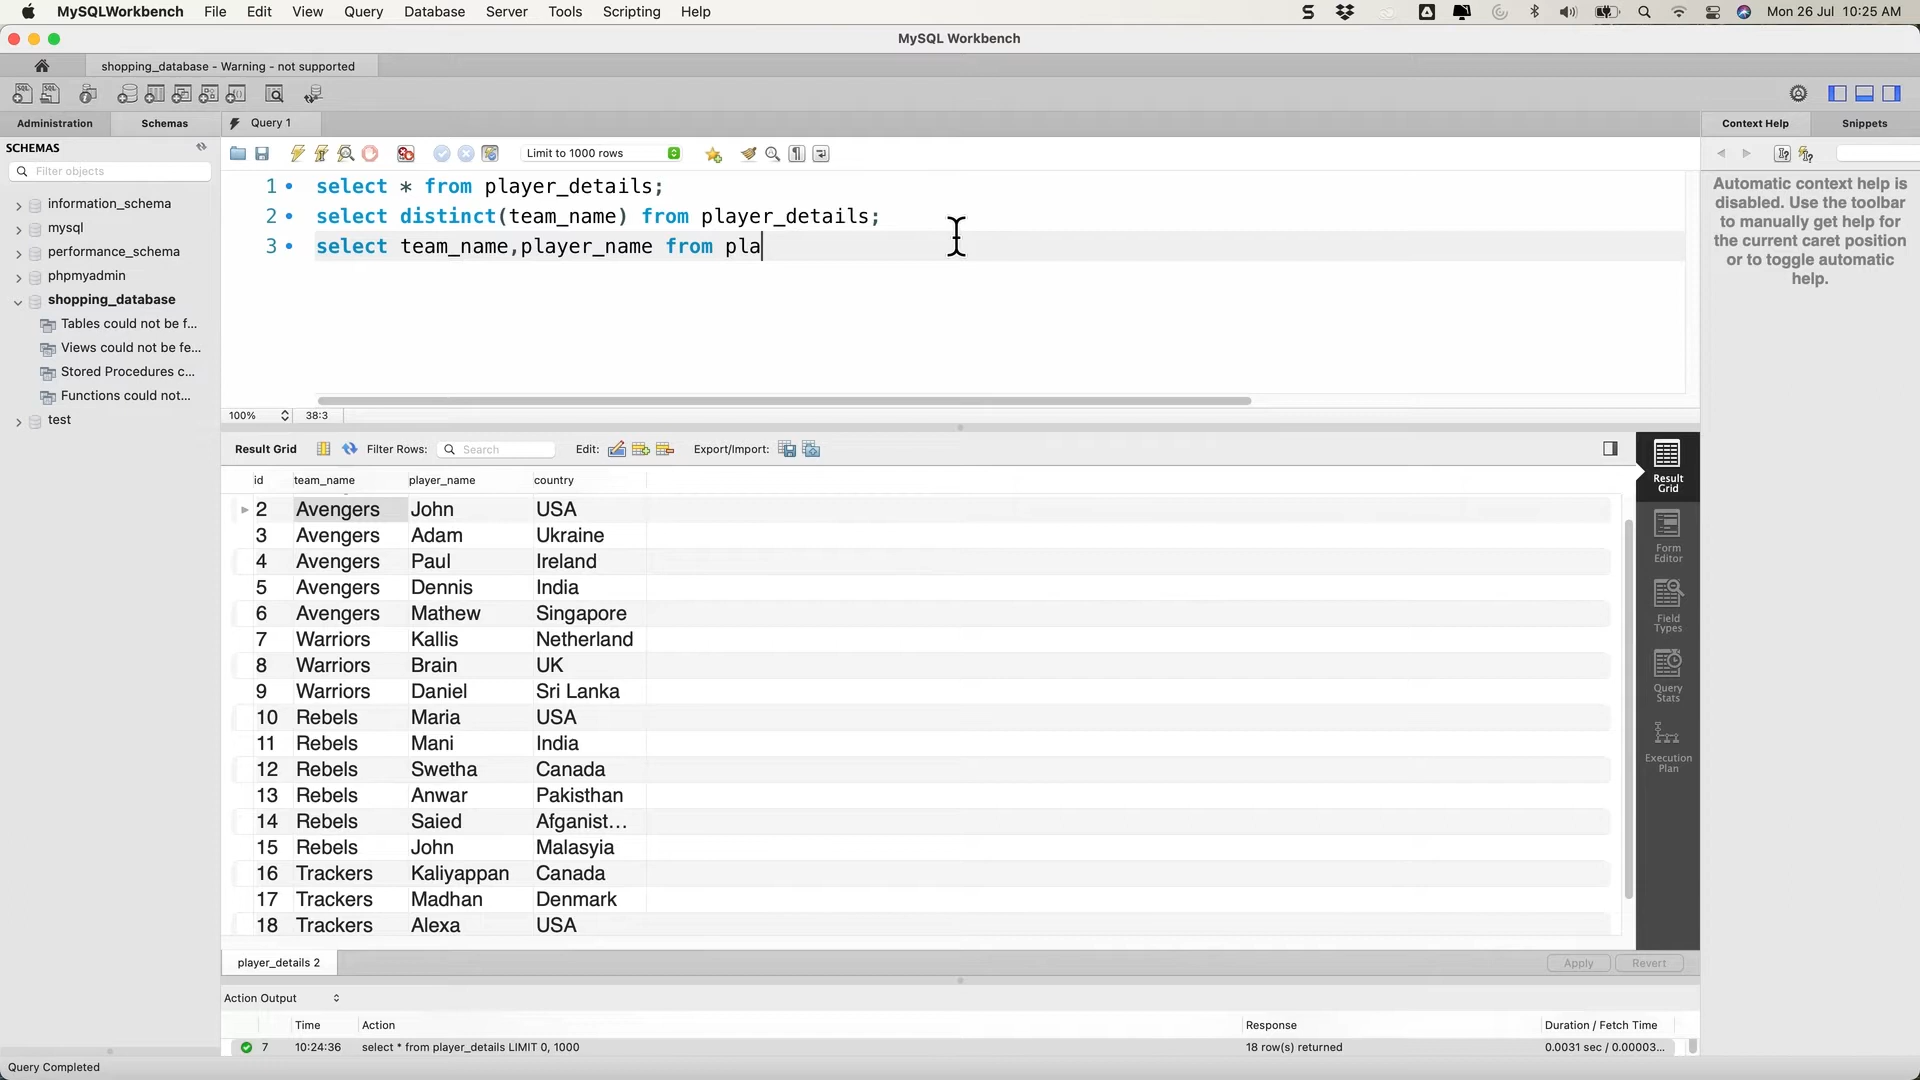 MySQLWorkbench File Edit View Query Database Server Tools Scripting Help Mon 26 Jul 10:25 AM
MySQL Workbench
shopping_database - Warning - not supported
Administration Schemas Query 1 Context Help Snippets
SCHEMAS
Filter objects
information_schema
mysql
performance_schema
phpmyadmin
shopping_database
Tables could not be f...
Views could not be fe...
Stored Procedures c...
Functions could not...
test
Limit to 1000 rows
1 select * from player_details;
2 select distinct(team_name) from player_details;
3 select team_name,player_name from pla
100% 38:3
Automatic context help is
disabled. Use the toolbar
to manually get help for
the current caret position
or to toggle automatic
help.
Result Grid Filter Rows: Search Edit: Export/Import:
id team_name player_name country
2 Avengers John USA
3 Avengers Adam Ukraine
4 Avengers Paul Ireland
5 Avengers Dennis India
6 Avengers Mathew Singapore
7 Warriors Kallis Netherland
8 Warriors Brain UK
9 Warriors Daniel Sri Lanka
10 Rebels Maria USA
11 Rebels Mani India
12 Rebels Swetha Canada
13 Rebels Anwar Pakisthan
14 Rebels Saied Afganist...
15 Rebels John Malasyia
16 Trackers Kaliyappan Canada
17 Trackers Madhan Denmark
18 Trackers Alexa USA
Result
Grid
Form
Editor
Field
Types
Query
Stats
Execution
Plan
player_details 2 Apply Revert
Action Output
Time Action Response Duration / Fetch Time
7 10:24:36 select * from player_details LIMIT 0, 1000 18 row(s) returned 0.0031 sec / 0.00003...
Query Completed